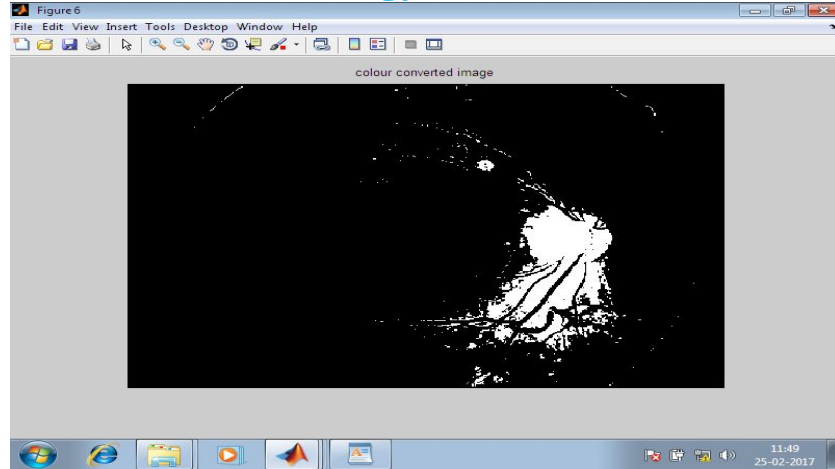 Figure 6
File Edit View Insert Tools Desktop Window Help
colour converted image
11:49
25-02-2017